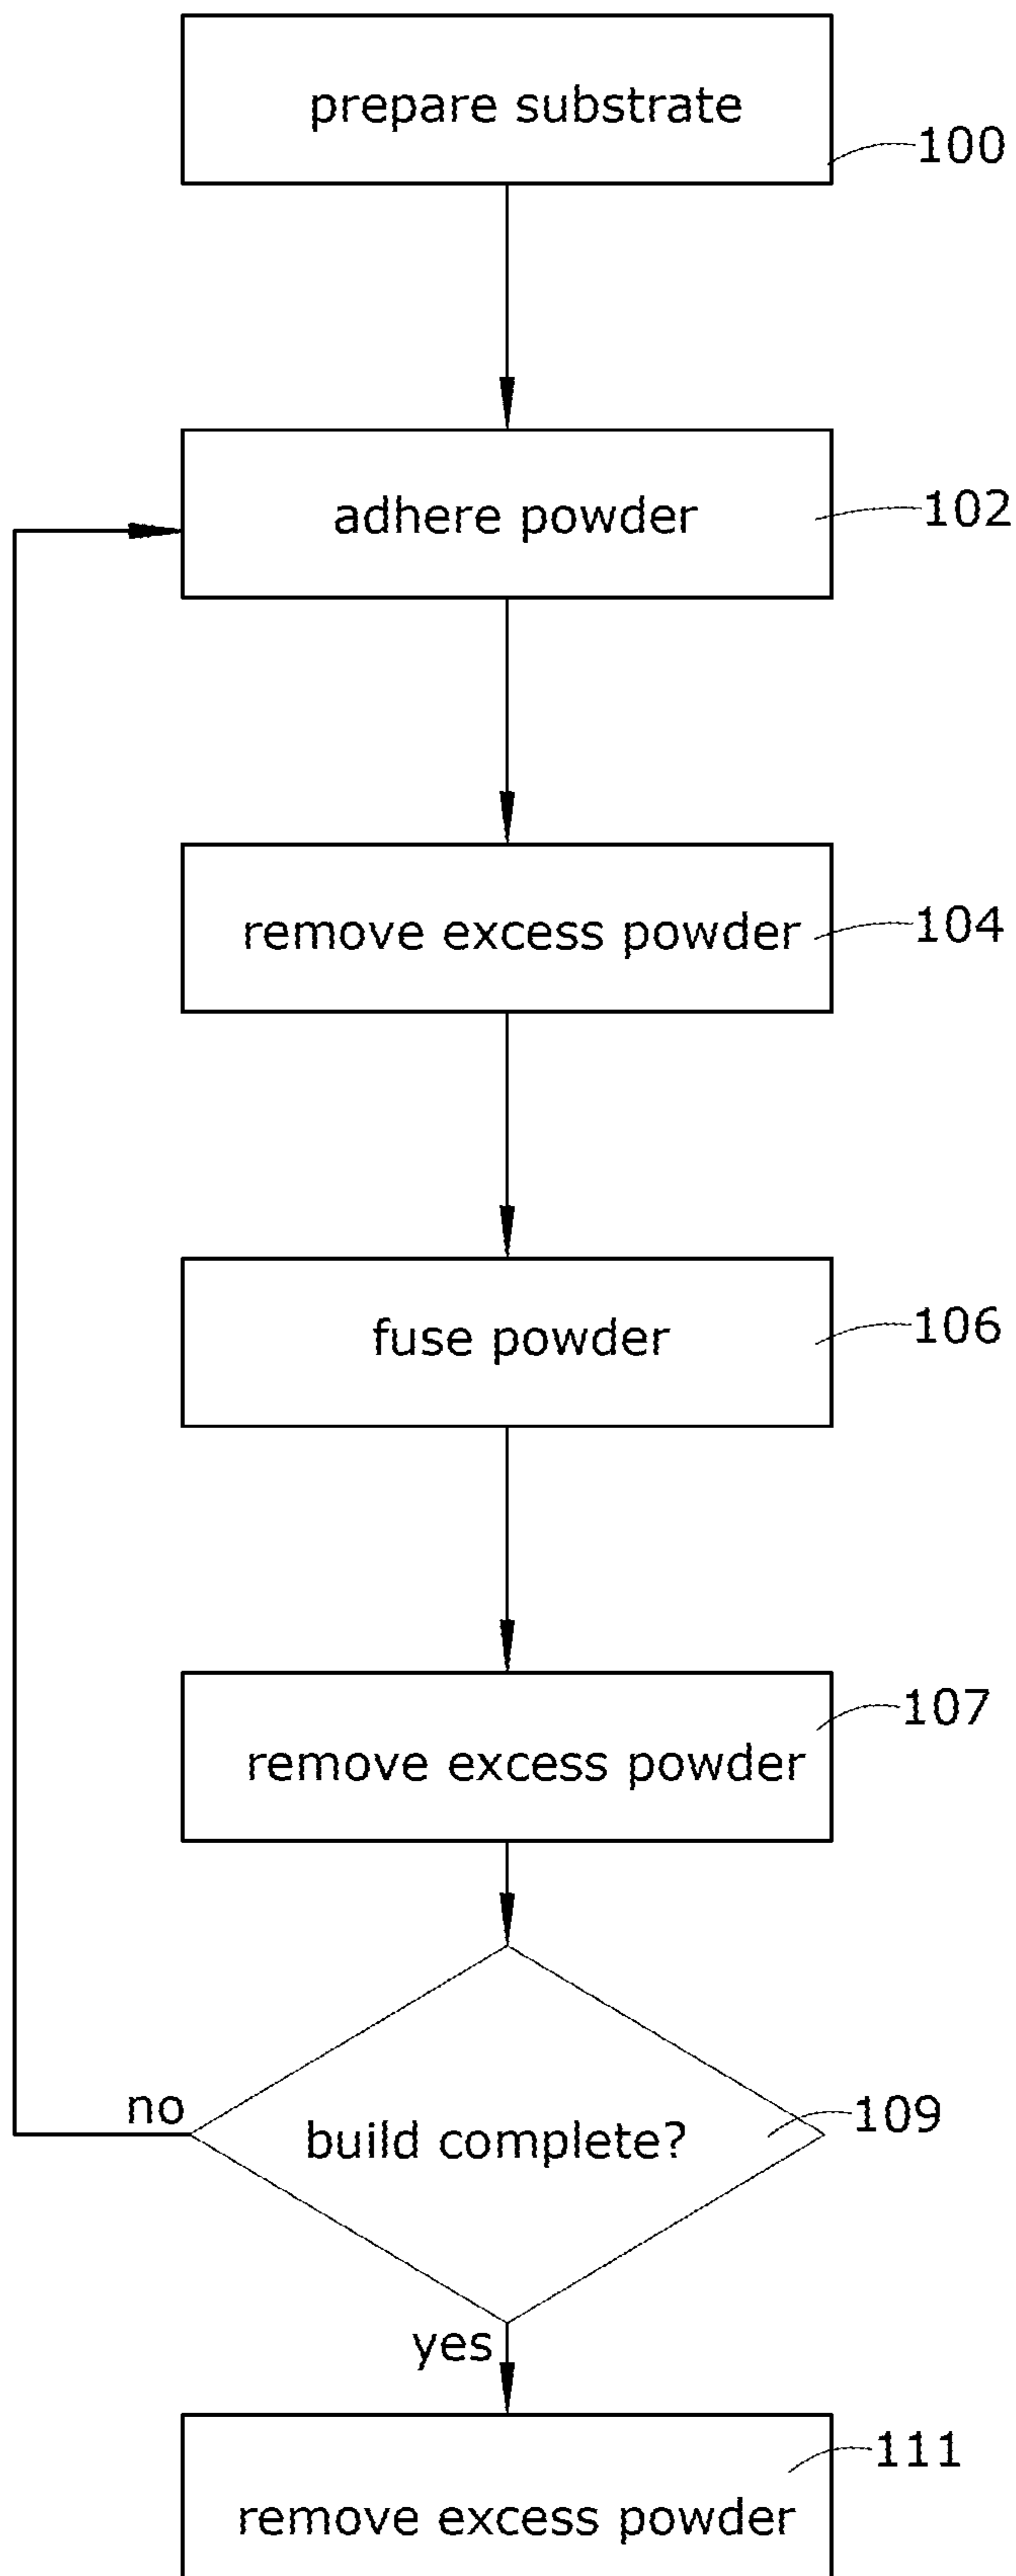 prepare substrate
100
adhere powder
102
remove excess powder
104
fuse powder
106
remove excess powder
107
build complete?
109
no
yes
remove excess powder
111